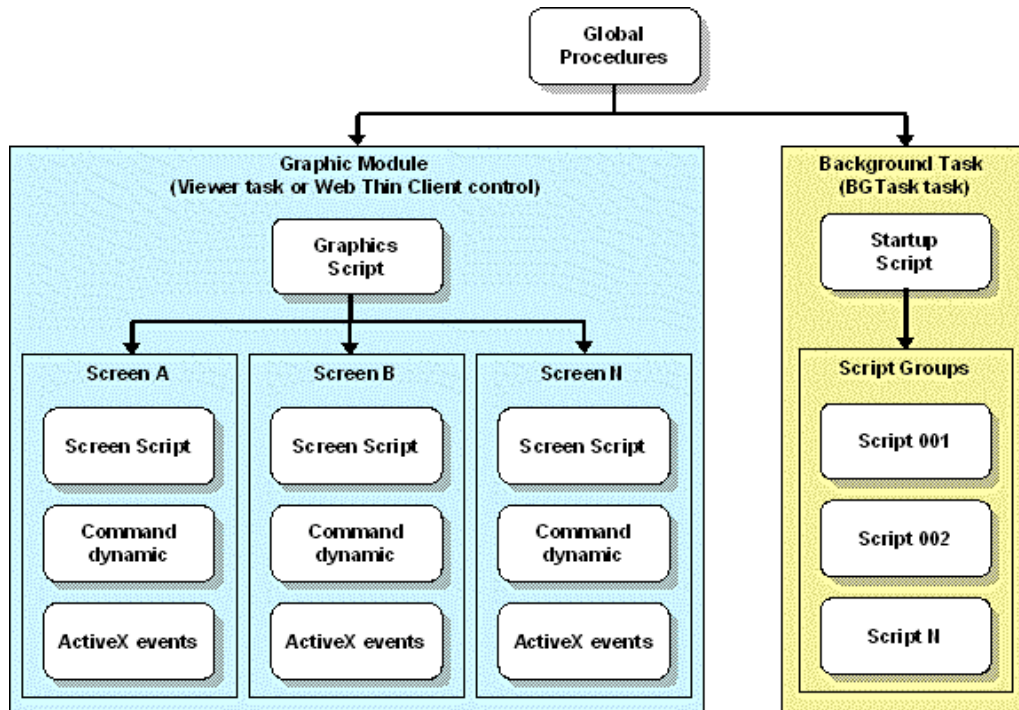 Global
Procedures
Graphic Module
(Viewer task or Web Thin Client control)
Graphics
Script
Screen A
Screen Script
Command
dynamic
ActiveX events
Screen B
Screen Script
Command
dynamic
ActiveX events
Screen N
Screen Script
Command
dynamic
ActiveX events
Background Task
(BGTask task)
Startup
Script
Script Groups
Script 001
Script 002
Script N